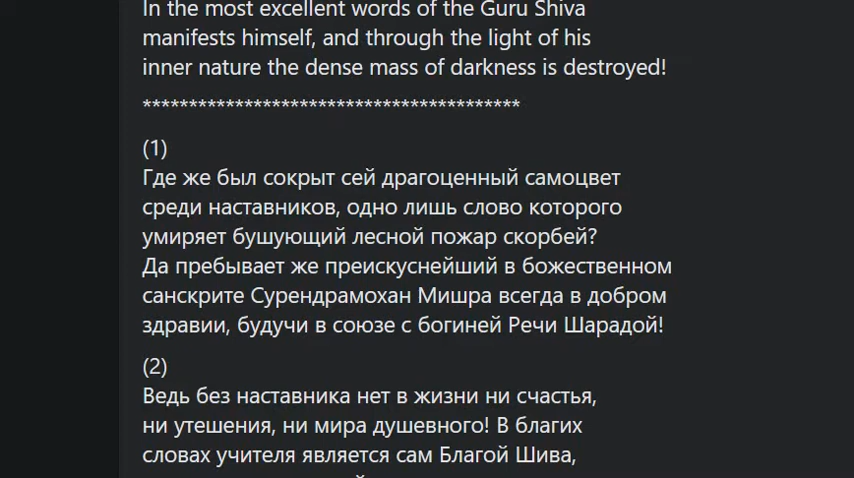 In the most excellent words of the Guru Shiva
manifests himself, and through the light of his
inner nature the dense mass of darkness is destroyed!
*****************************************
(1)
Где же был сокрыт сей драгоценный самоцвет
среди наставников, одно лишь слово которого
умиряет бушующий лесной пожар скорбей?
Да пребывает же преискуснейший в божественном
санскрите Сурендрамохан Мишра всегда в добром
здравии, будучи в союзе с богиней Речи Шарадой!
(2)
Ведь без наставника нет в жизни ни счастья,
ни утешения, ни мира душевного! В благих
словах учителя является сам Благой Шива,